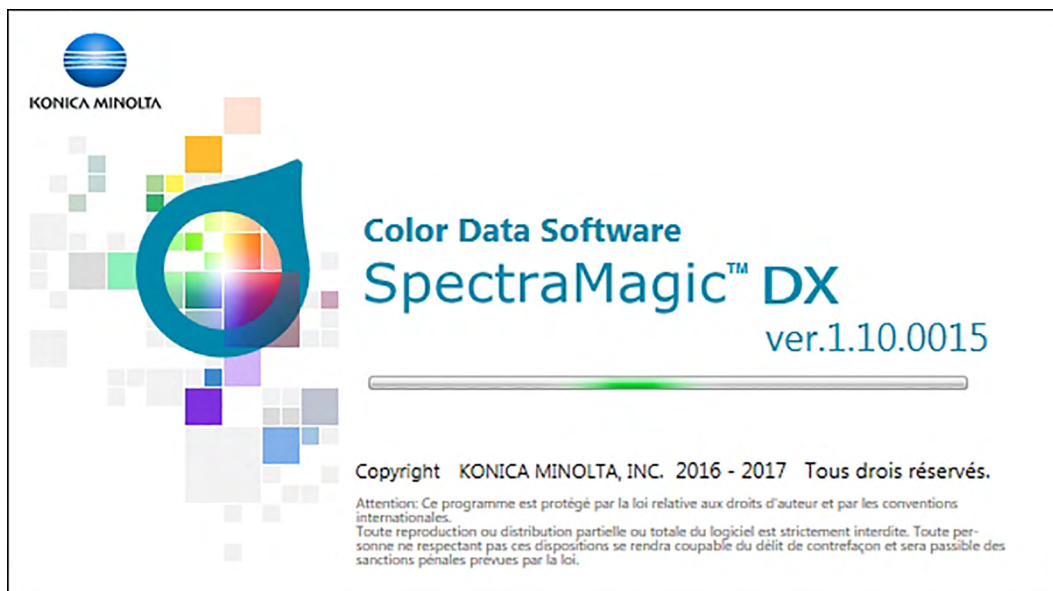 KONICA MINOLTA
Color Data Software
SpectraMagic™ DX
ver.1.10.0015
Copyright KONICA MINOLTA, INC. 2016 - 2017 Tous drois réservés.
Attention: Ce programme est protégé par la loi relative aux droits d'auteur et par les conventions
internationales.
Toute reproduction ou distribution partielle ou totale du logiciel est strictement interdite. Toute per-
sonne ne respectant pas ces dispositions se rendra coupable du délit de contrefaçon et sera passible des
sanctions pénales prévues par la loi.